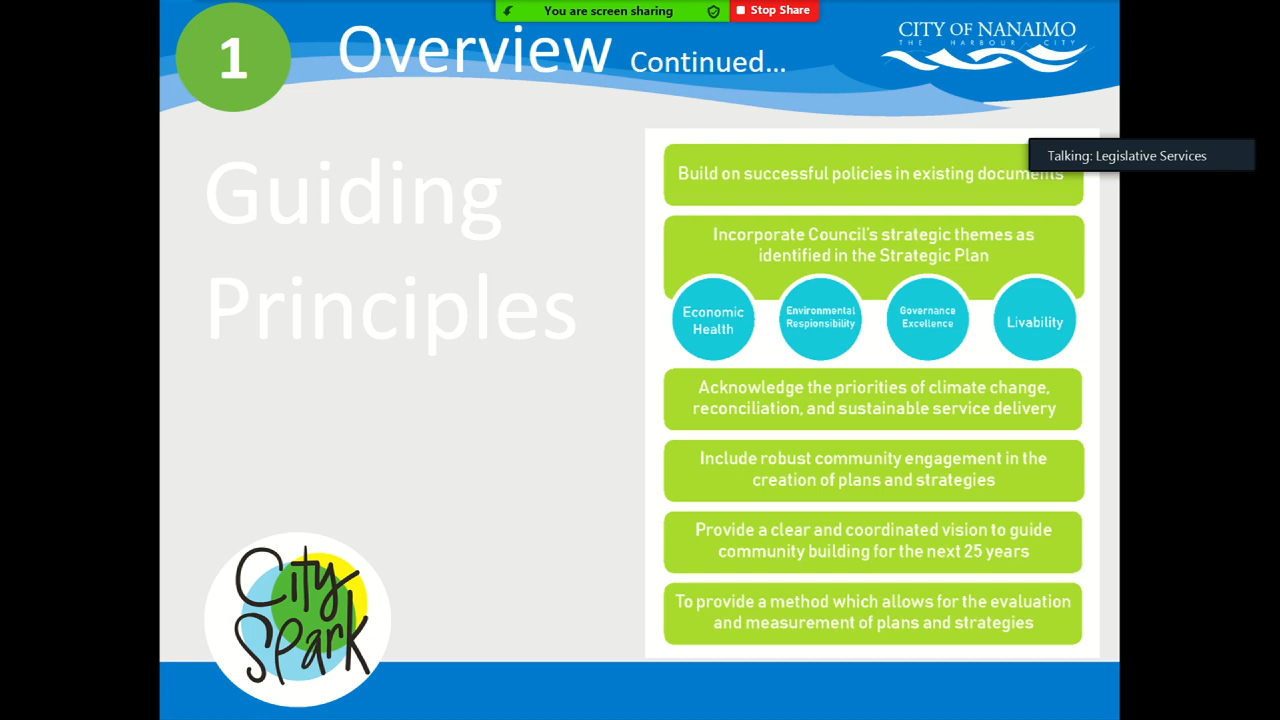 You are screen sharing
Stop Share
1
Overview Continued...
CITY OF NANAIMO
THE HARBOUR CITY
Talking: Legislative Services
Guiding
Principles
Build on successful policies in existing documents
Incorporate Council's strategic themes as
identified in the Strategic Plan
Economic
Health
Environmental
Responsibility
Governance
Excellence
Livability
Acknowledge the priorities of climate change,
reconciliation, and sustainable service delivery
Include robust community engagement in the
creation of plans and strategies
Provide a clear and coordinated vision to guide
community building for the next 25 years
To provide a method which allows for the evaluation
and measurement of plans and strategies
City
Spark